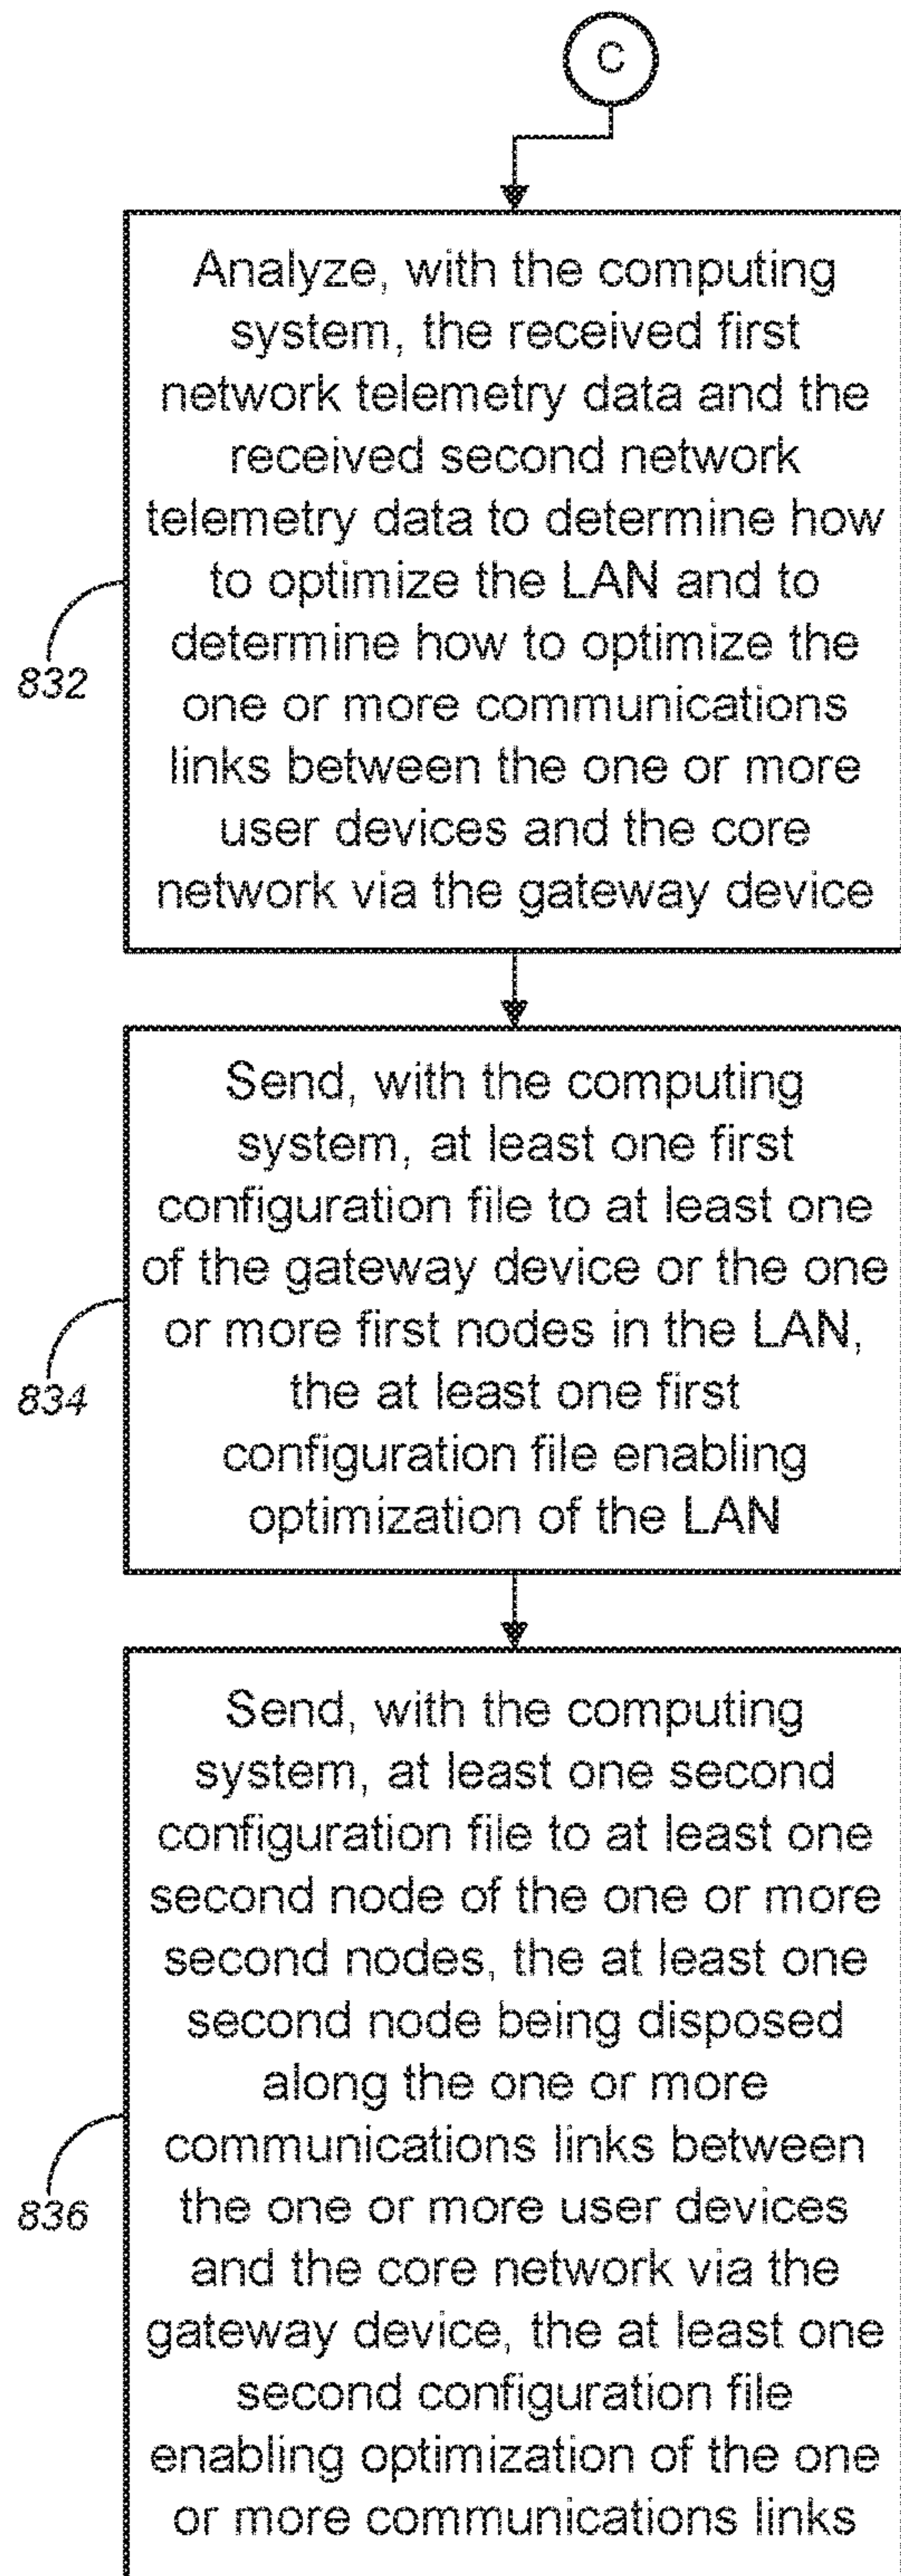 C
Analyze, with the computing
system, the received first
network telemetry data and the
received second network
telemetry data to determine how
to optimize the LAN and to
determine how to optimize the
one or more communications
links between the one or more
user devices and the core
network via the gateway device
832
Send, with the computing
system, at least one first
configuration file to at least one
of the gateway device or the one
or more first nodes in the LAN,
the at least one first
configuration file enabling
optimization of the LAN
834
Send, with the computing
system, at least one second
configuration file to at least one
second node of the one or more
second nodes, the at least one
second node being disposed
along the one or more
communications links between
the one or more user devices
and the core network via the
gateway device, the at least one
second configuration file
enabling optimization of the one
or more communications links
836